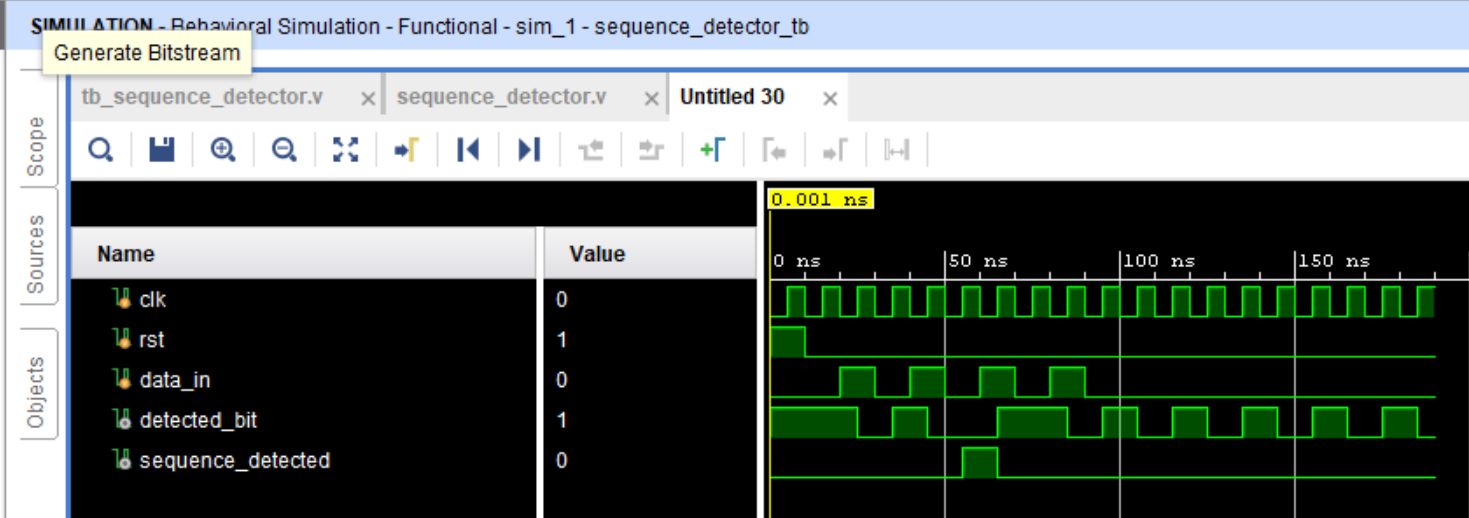 SIMULATION - Behavioral Simulation - Functional - sim_1 - sequence_detector_tb
Generate Bitstream
tb_sequence_detector.v
sequence_detector.v
Untitled 30
Scope
Sources
Objects
0.001 ns
Name
Value
0 ns
50 ns
100 ns
150 ns
clk 0
rst 1
data_in 0
detected_bit 1
sequence_detected 0